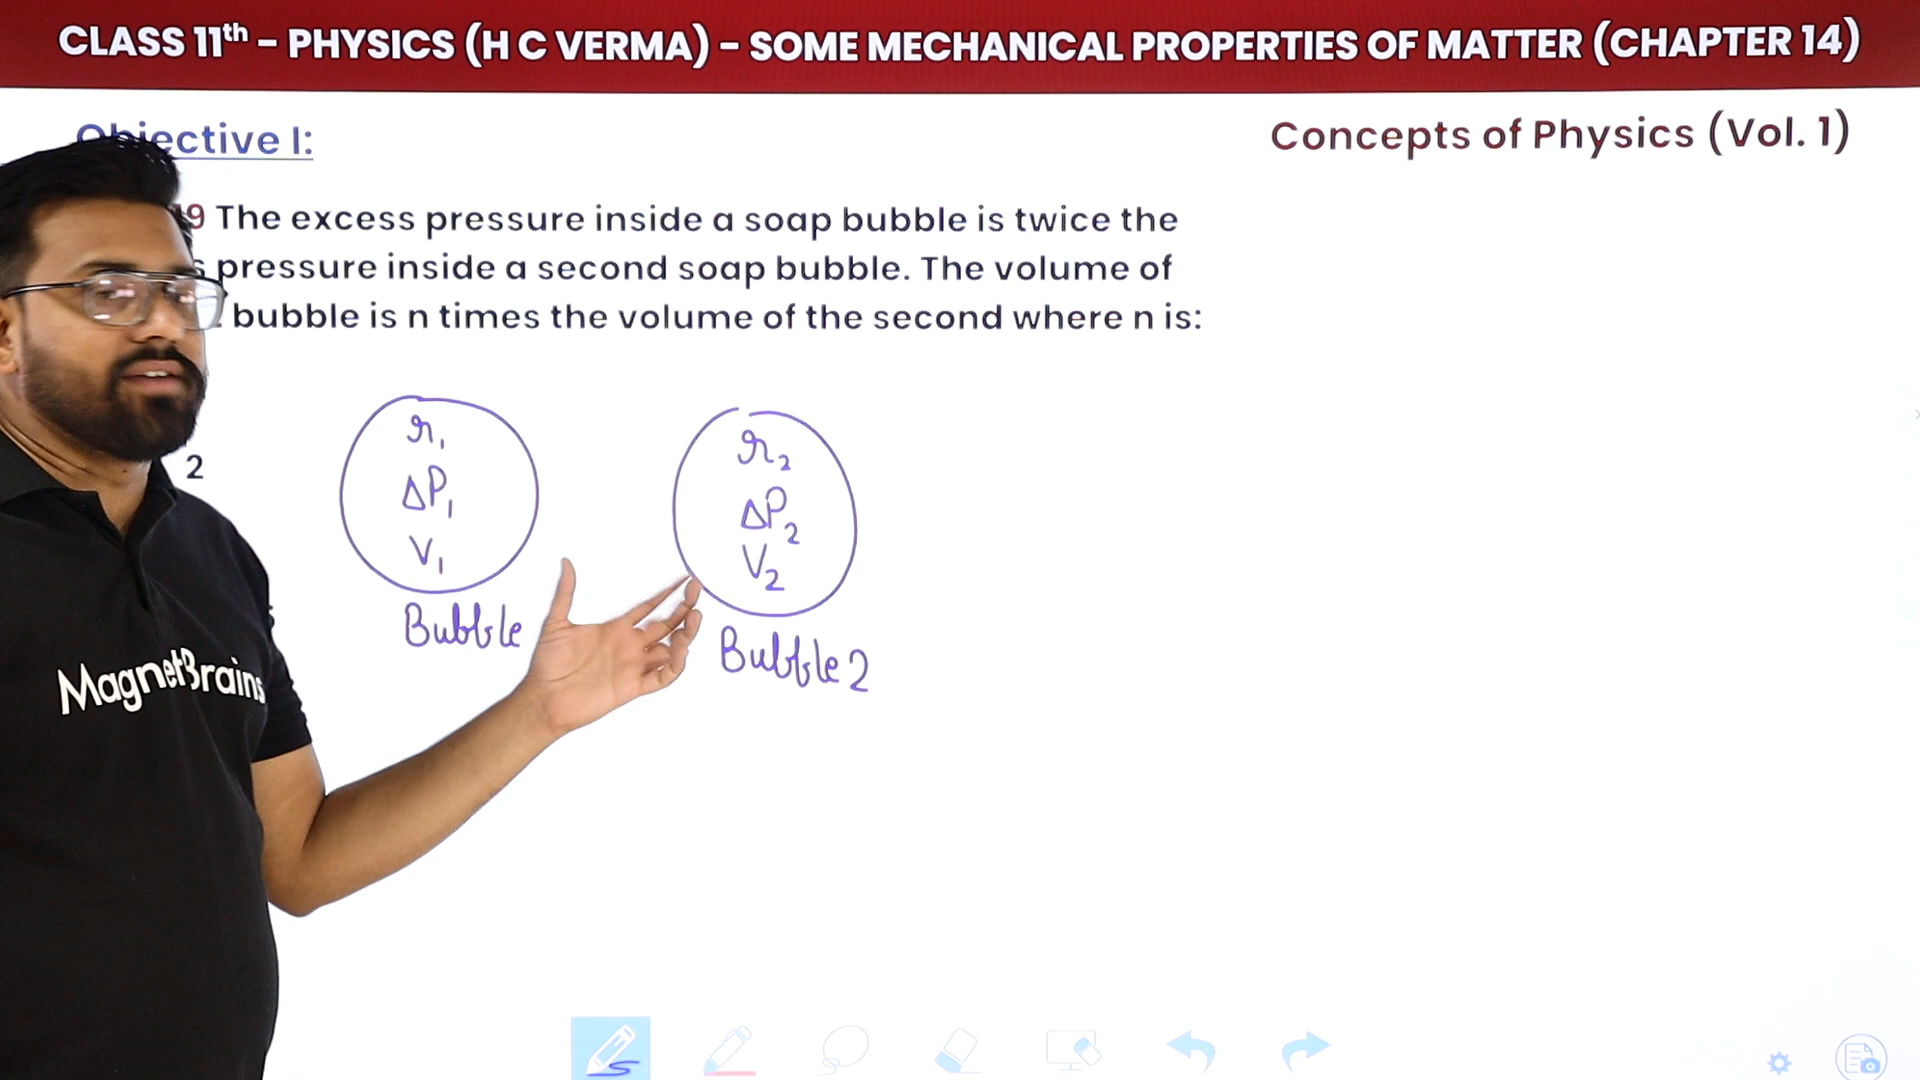 CLASS 11th – PHYSICS (H C VERMA) – SOME MECHANICAL PROPERTIES OF MATTER (CHAPTER 14)
Objective I:
Concepts of Physics (Vol. 1)
9 The excess pressure inside a soap bubble is twice the
pressure inside a second soap bubble. The volume of
bubble is n times the volume of the second where n is:
2
r₁
ΔP₁
V₁
Bubble
r₂
ΔP₂
V₂
Bubble 2
MagnetBrains